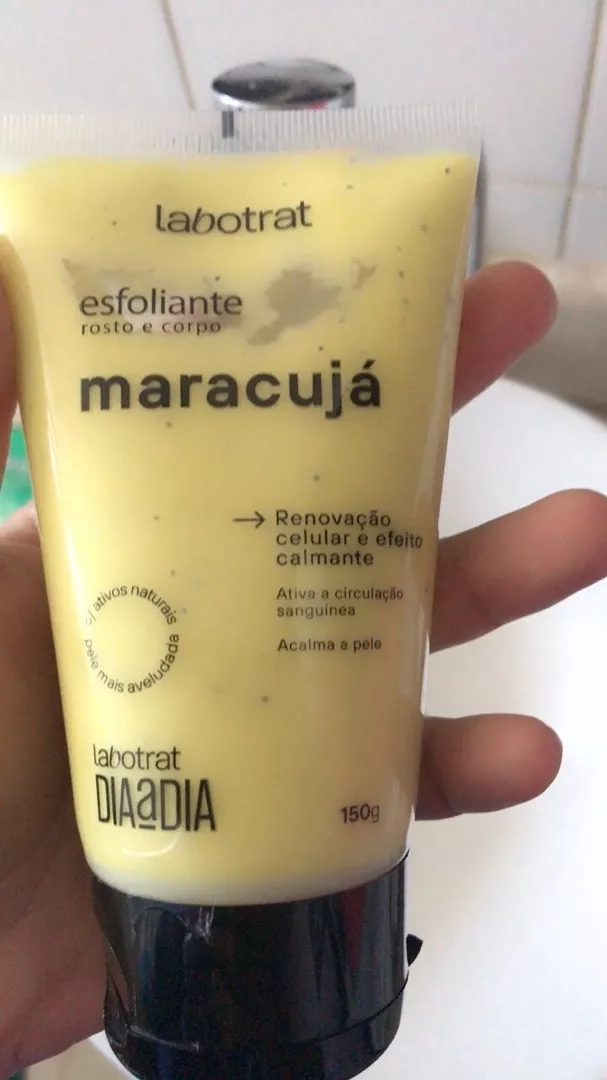 labotrat
esfoliante
rosto e corpo
maracujá
→ Renovação
celular e efeito
calmante
Ativa a circulação
sanguínea
Acalma a pele
c/ ativos naturais
pele mais aveludada
labotrat
DIAaDIA
150g